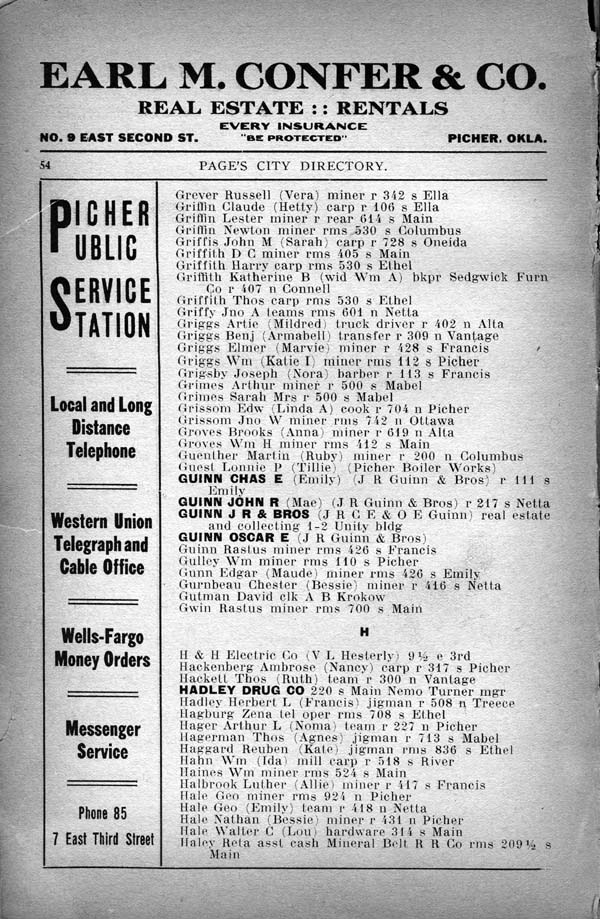 EARL M. CONFER & CO.
REAL ESTATE :: RENTALS
EVERY INSURANCE
NO. 9 EAST SECOND ST. "BE PROTECTED" PICHER, OKLA.
54 PAGE'S CITY DIRECTORY.
PICHER
PUBLIC
SERVICE
STATION
Local and Long
Distance
Telephone
Western Union
Telegraph and
Cable Office
Wells-Fargo
Money Orders
Messenger
Service
Phone 85
7 East Third Street
Grever Russell (Vera) miner r 342 s Ella
Griffin Claude (Hetty) carp r 106 s Ella
Griffin Lester miner r rear 614 s Main
Griffin Newton miner rms 530 s Columbus
Griffis John M (Sarah) carp r 728 s Oneida
Griffith D C miner rms 405 s Main
Griffith Harry carp rms 530 s Ethel
Griffith Katherine B (wid Wm A) bkpr Sedgwick Furn
Co r 407 n Connell
Griffith Thos carp rms 530 s Ethel
Griffy Jno A teams rms 601 n Netta
Griggs Artie (Mildred) truck driver r 402 n Alta
Griggs Benj (Armabell) transfer r 309 n Vantage
Griggs Elmer (Marvie) miner r 428 s Francis
Griggs Wm (Katie I) miner rms 112 s Picher
Grigsby Joseph (Nora) barber r 113 s Francis
Grimes Arthur miner r 500 s Mabel
Grimes Sarah Mrs r 500 s Mabel
Grissom Edw (Linda A) cook r 704 n Picher
Grissom Jno W miner rms 742 n Ottawa
Groves Brooks (Anna) miner r 619 n Alta
Groves Wm H miner rms 412 s Main
Guenther Martin (Ruby) miner r 200 n Columbus
Guest Lonnie P (Tillie) (Picher Boiler Works)
GUINN CHAS E (Emily) (J R Guinn & Bros) r 111 s
Emily
GUINN JOHN R (Mae) (J R Guinn & Bros) r 217 s Netta
GUINN J R & BROS (J R C E & O E Guinn) real estate
and collecting 1-2 Unity bldg
GUINN OSCAR E (J R Guinn & Bros)
Guinn Rastus miner rms 426 s Francis
Gulley Wm miner rms 110 s Picher
Gunn Edgar (Maude) miner rms 426 s Emily
Gurnbeau Chester (Bessie) miner r 416 s Netta
Gutman David clk A B Krokow
Gwin Rastus miner rms 700 s Main
H
H & H Electric Co (V L Hesterly) 9½ e 3rd
Hackenberg Ambrose (Nancy) carp r 317 s Picher
Hackett Thos (Ruth) team r 300 n Vantage
HADLEY DRUG CO 220 s Main Nemo Turner mgr
Hadley Herbert L (Francis) jigman r 508 n Treece
Hagburg Zena tel oper rms 708 s Ethel
Hager Arthur L (Noma) team r 227 n Picher
Hagerman Thos (Agnes) jigman r 713 s Mabel
Haggard Reuben (Kate) jigman rms 836 s Ethel
Hahn Wm (Ida) mill carp r 518 s River
Haines Wm miner rms 524 s Main
Halbrook Luther (Allie) miner r 417 s Francis
Hale Geo miner rms 924 n Picher
Hale Geo (Emily) team r 418 n Netta
Hale Nathan (Bessie) miner r 431 n Picher
Hale Walter C (Lou) hardware 314 s Main
Haley Reta asst cash Mineral Belt R R Co rms 209½ s
Main